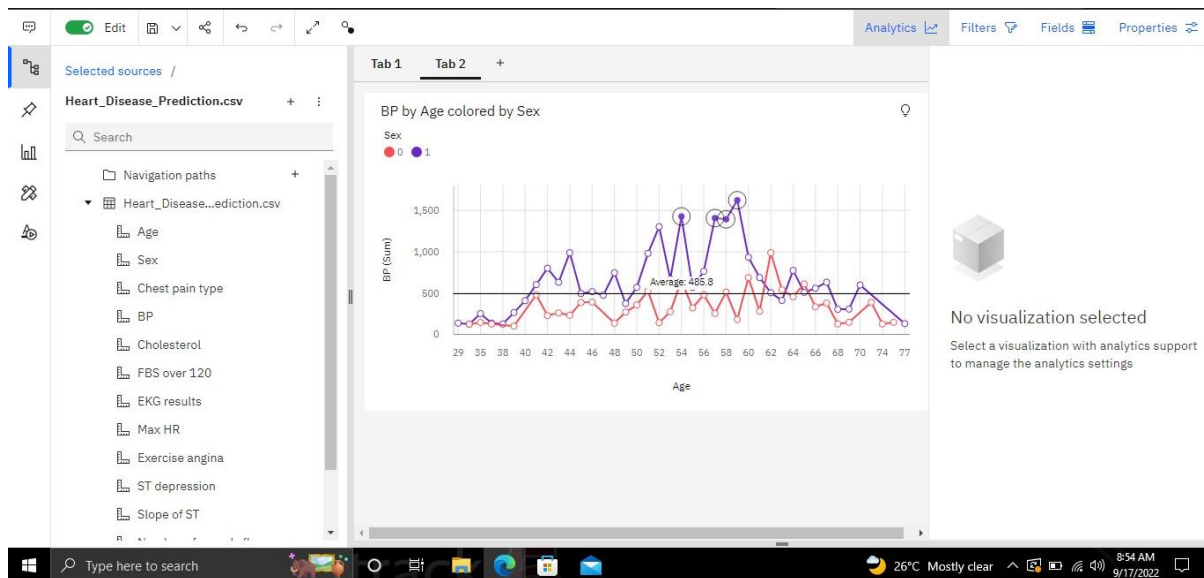 Edit
Analytics
Filters
Fields
Properties
Selected sources /
Heart_Disease_Prediction.csv
Search
Navigation paths
Heart_Disease...ediction.csv
Age
Sex
Chest pain type
BP
Cholesterol
FBS over 120
EKG results
Max HR
Exercise angina
ST depression
Slope of ST
Tab 1 Tab 2 +
BP by Age colored by Sex
Sex
0 1
BP (Sum)
1,500
1,000
500
0
Average: 485.8
29 35 38 40 42 44 46 48 50 52 54 56 58 60 62 64 66 68 70 74 77
Age
No visualization selected
Select a visualization with analytics support
to manage the analytics settings
Type here to search
26°C Mostly clear
8:54 AM
9/17/2022